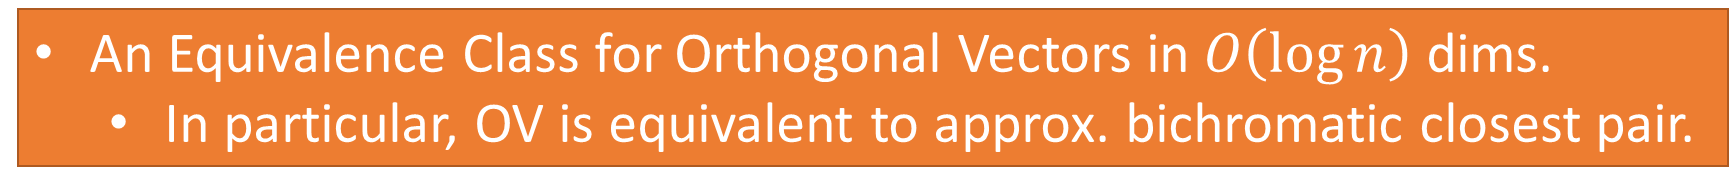 • An Equivalence Class for Orthogonal Vectors in O(log n) dims.
• In particular, OV is equivalent to approx. bichromatic closest pair.